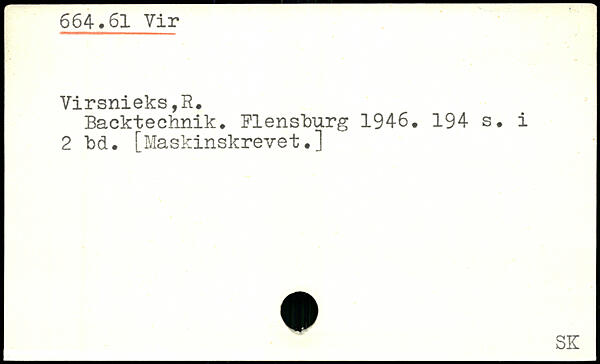 664.61 Vir
Virsnieks,R.
Backtechnik. Flensburg 1946. 194 s. i
2 bd. [Maskinskrevet.]
SK